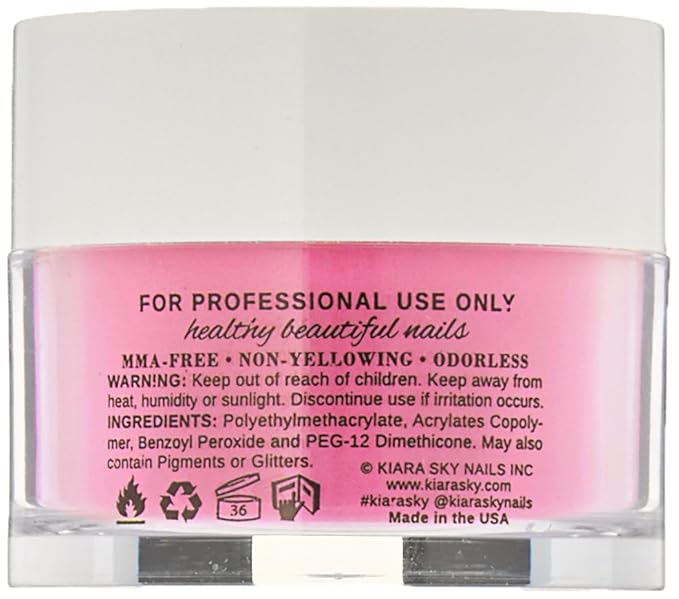 FOR PROFESSIONAL USE ONLY
healthy beautiful nails
MMA-FREE • NON-YELLOWING • ODORLESS
WARNING: Keep out of reach of children. Keep away from
heat, humidity or sunlight. Discontinue use if irritation occurs.
INGREDIENTS: Polyethylmethacrylate, Acrylates Copoly-
mer, Benzoyl Peroxide and PEG-12 Dimethicone. May also
contain Pigments or Glitters.
© KIARA SKY NAILS INC
www.kiarasky.com
#kiarasky @kiaraskynails
Made in the USA
36